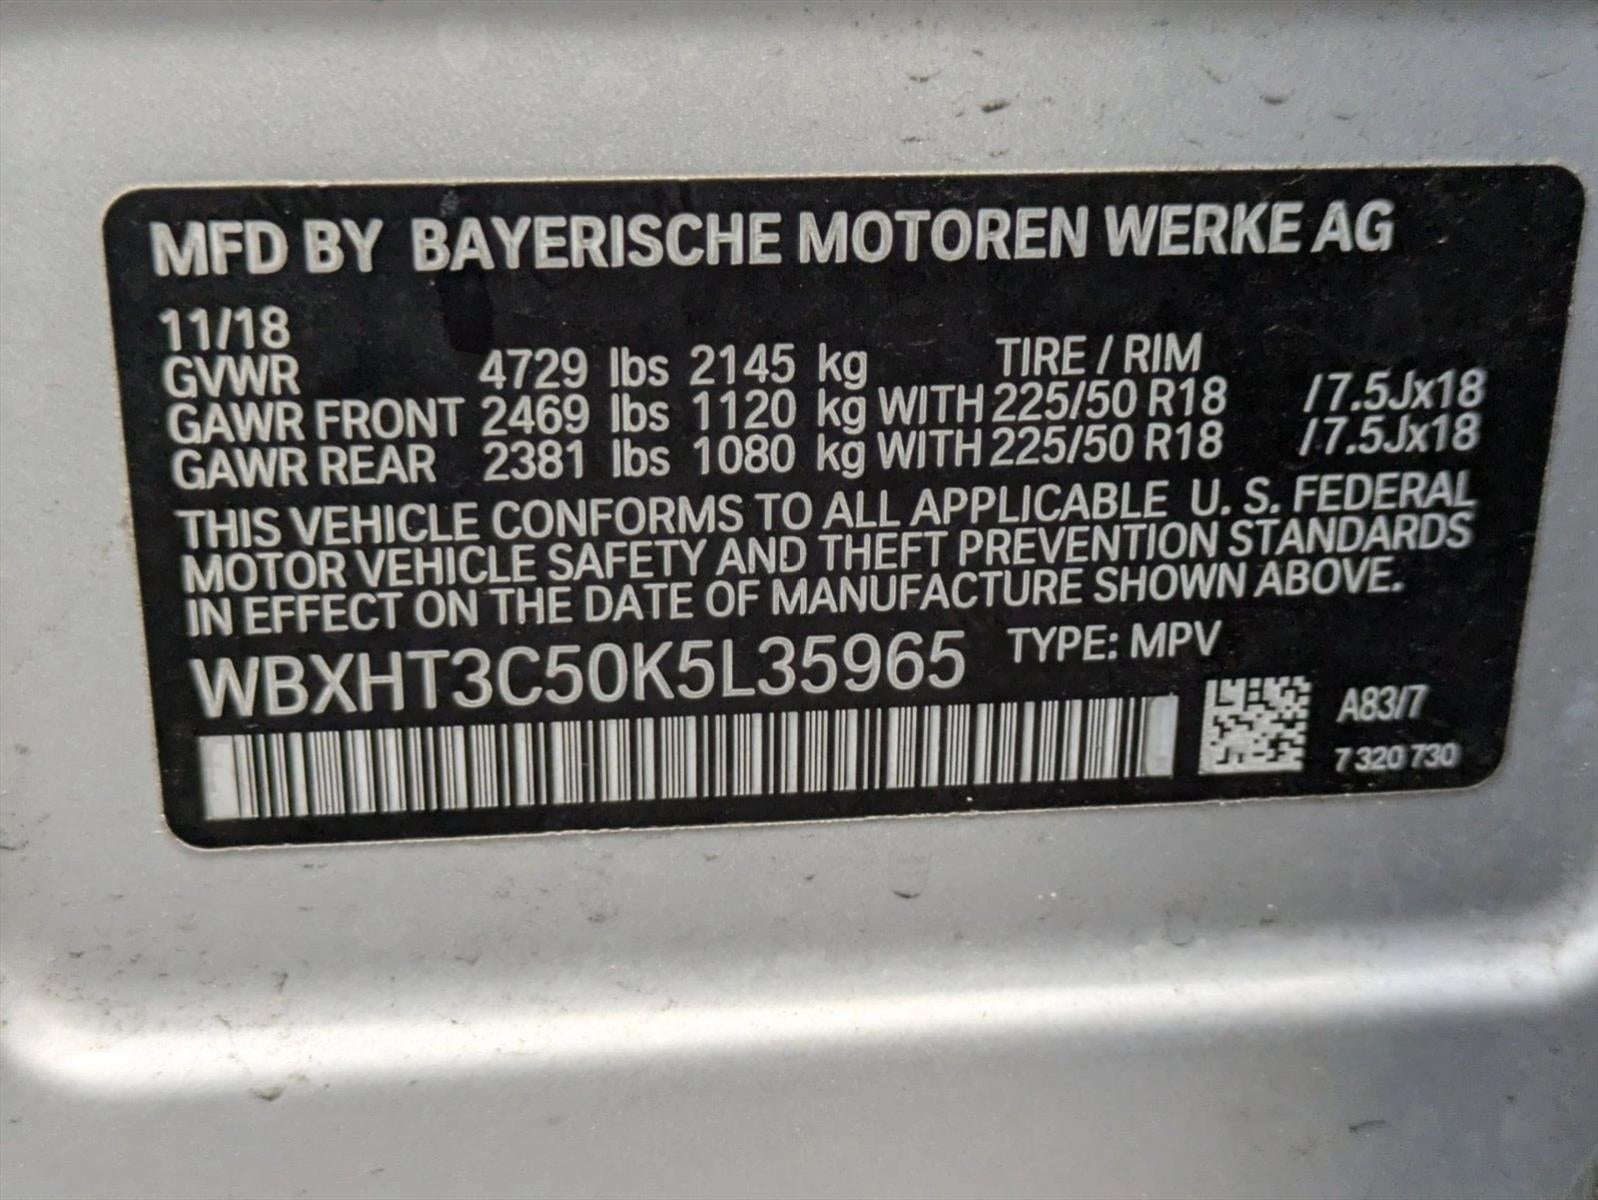 MFD BY BAYERISCHE MOTOREN WERKE AG
11/18
GVWR 4729 lbs 2145 kg TIRE / RIM
GAWR FRONT 2469 lbs 1120 kg WITH 225/50 R18 /7.5Jx18
GAWR REAR 2381 lbs 1080 kg WITH 225/50 R18 /7.5Jx18
THIS VEHICLE CONFORMS TO ALL APPLICABLE U. S. FEDERAL
MOTOR VEHICLE SAFETY AND THEFT PREVENTION STANDARDS
IN EFFECT ON THE DATE OF MANUFACTURE SHOWN ABOVE.
WBXHT3C50K5L35965 TYPE: MPV
A83/7
7 320 730